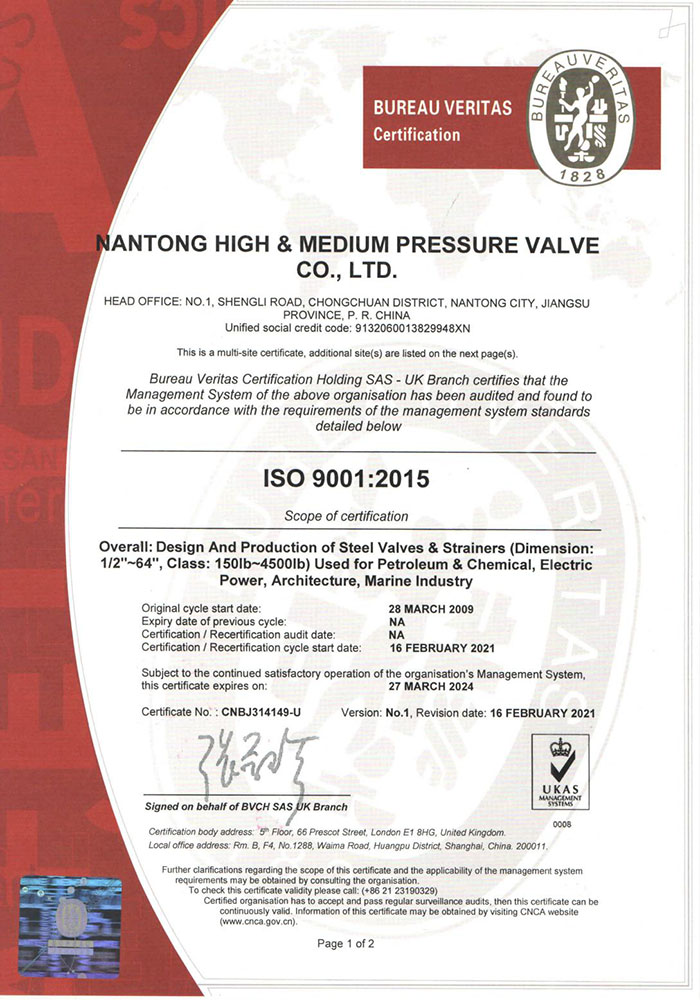 BUREAU VERITAS
Certification
BUREAU VERITAS
1828
NANTONG HIGH & MEDIUM PRESSURE VALVE
CO., LTD.
HEAD OFFICE: NO.1, SHENGLI ROAD, CHONGCHUAN DISTRICT, NANTONG CITY, JIANGSU
PROVINCE, P. R. CHINA
Unified social credit code: 9132060013829948XN
This is a multi-site certificate, additional site(s) are listed on the next page(s).
Bureau Veritas Certification Holding SAS - UK Branch certifies that the
Management System of the above organisation has been audited and found to
be in accordance with the requirements of the management system standards
detailed below
ISO 9001:2015
Scope of certification
Overall: Design And Production of Steel Valves & Strainers (Dimension:
1/2"~64", Class: 150lb~4500lb) Used for Petroleum & Chemical, Electric
Power, Architecture, Marine Industry
Original cycle start date: 28 MARCH 2009
Expiry date of previous cycle: NA
Certification / Recertification audit date: NA
Certification / Recertification cycle start date: 16 FEBRUARY 2021
Subject to the continued satisfactory operation of the organisation's Management System,
this certificate expires on: 27 MARCH 2024
Certificate No. : CNBJ314149-U Version: No.1, Revision date: 16 FEBRUARY 2021
Signed on behalf of BVCH SAS UK Branch
UKAS
MANAGEMENT
SYSTEMS
0008
Certification body address: 5th Floor, 66 Prescot Street, London E1 8HG, United Kingdom.
Local office address: Rm. B, F4, No.1288, Waima Road, Huangpu District, Shanghai, China. 200011.
Further clarifications regarding the scope of this certificate and the applicability of the management system
requirements may be obtained by consulting the organisation.
To check this certificate validity please call: (+86 21 23190329)
Certified organisation has to accept and pass regular surveillance audits, then this certificate can be
continously valid. Information of this certificate may be obtained by visiting CNCA website
(www.cnca.gov.cn).
Page 1 of 2